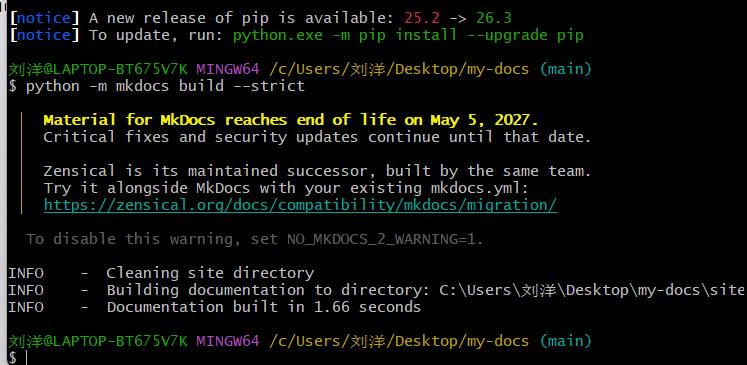 [notice] A new release of pip is available: 25.2 -> 26.3
[notice] To update, run: python.exe -m pip install --upgrade pip
刘洋@LAPTOP-BT675V7K MINGW64 /c/Users/刘洋/Desktop/my-docs (main)
$ python -m mkdocs build --strict
Material for MkDocs reaches end of life on May 5, 2027.
Critical fixes and security updates continue until that date.
Zensical is its maintained successor, built by the same team.
Try it alongside MkDocs with your existing mkdocs.yml:
https://zensical.org/docs/compatibility/mkdocs/migration/
To disable this warning, set NO_MKDOCS_2_WARNING=1.
INFO    -  Cleaning site directory
INFO    -  Building documentation to directory: C:\Users\刘洋\Desktop\my-docs\site
INFO    -  Documentation built in 1.66 seconds
刘洋@LAPTOP-BT675V7K MINGW64 /c/Users/刘洋/Desktop/my-docs (main)
$